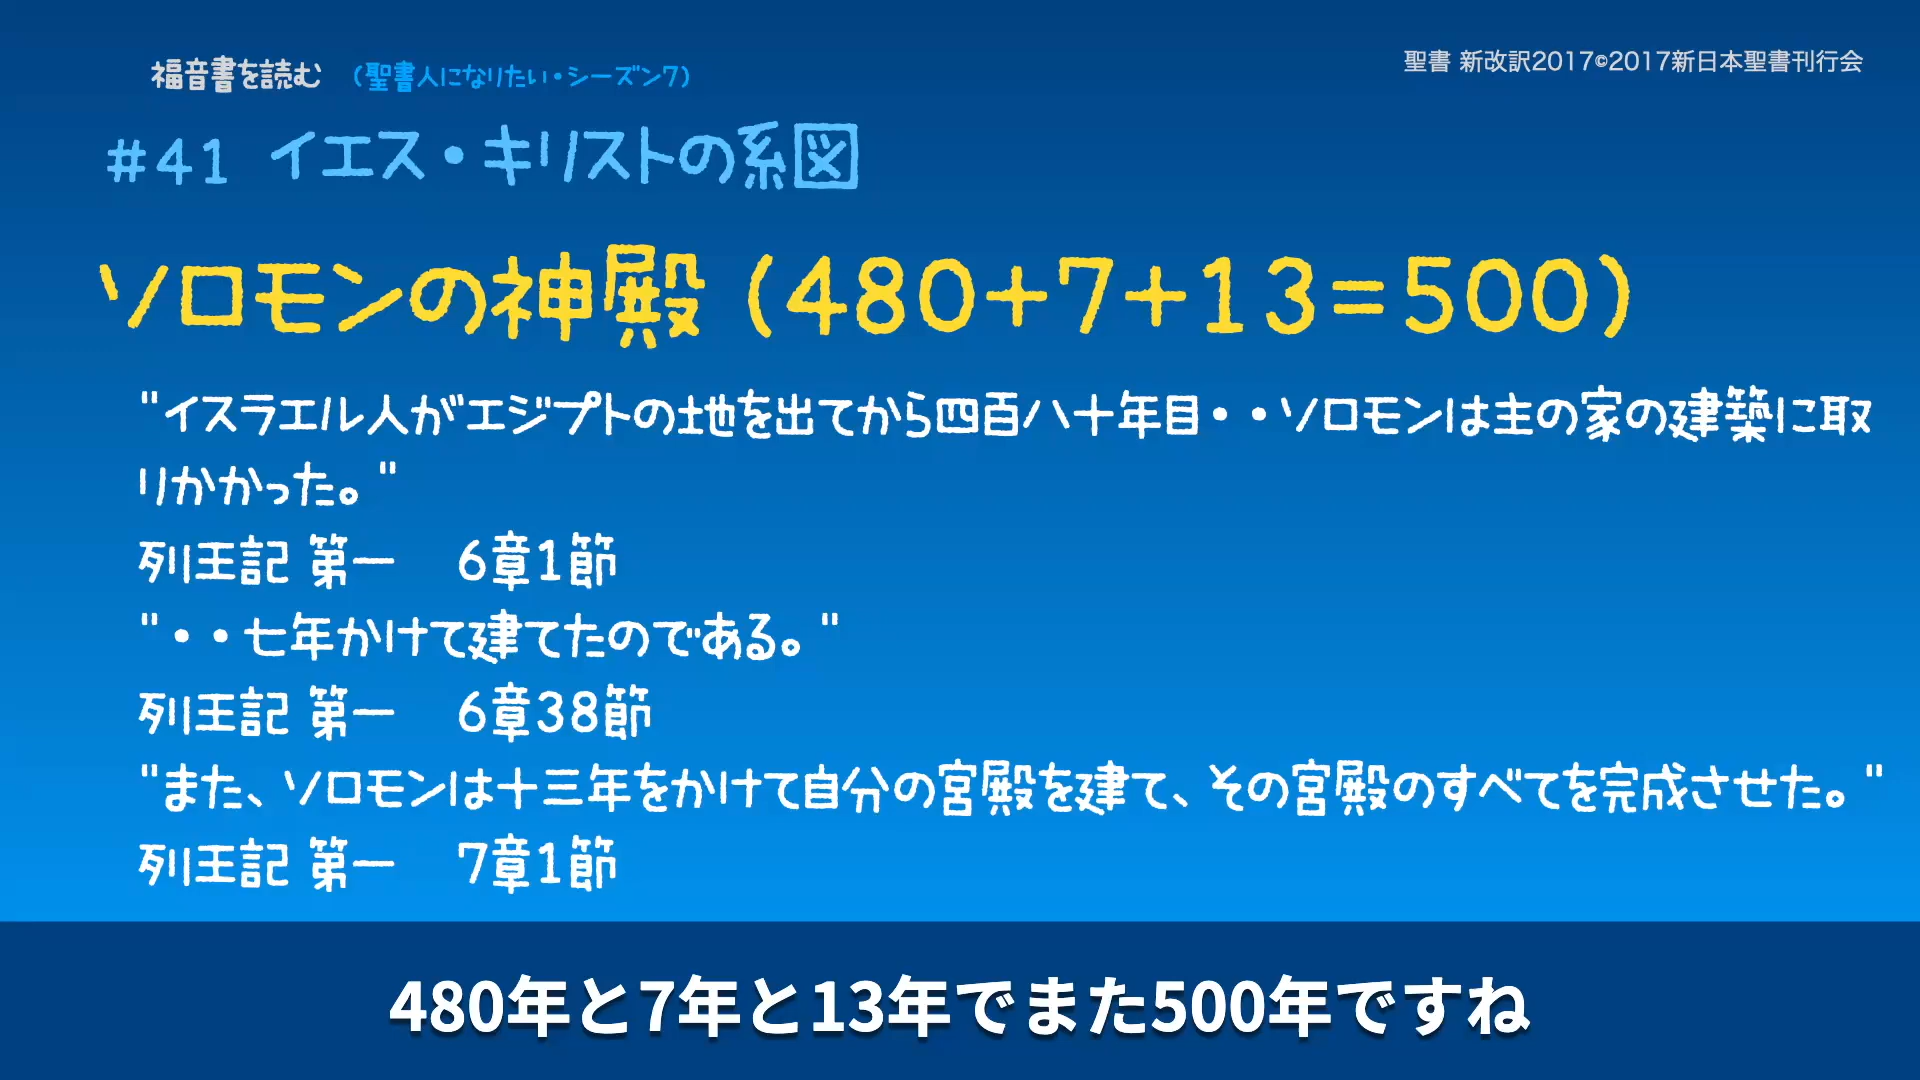 福音書を読む （聖書人になりたい・シーズン7）
聖書 新改訳2017©2017新日本聖書刊行会
#41 イエス・キリストの系図
ソロモンの神殿（480+7+13=500）
"イスラエル人がエジプトの地を出てから四百八十年目・・ソロモンは主の家の建築に取
りかかった。"
列王記 第一　6章1節
"・・七年かけて建てたのである。"
列王記 第一　6章38節
"また、ソロモンは十三年をかけて自分の宮殿を建て、その宮殿のすべてを完成させた。"
列王記 第一　7章1節
480年と7年と13年でまた500年ですね